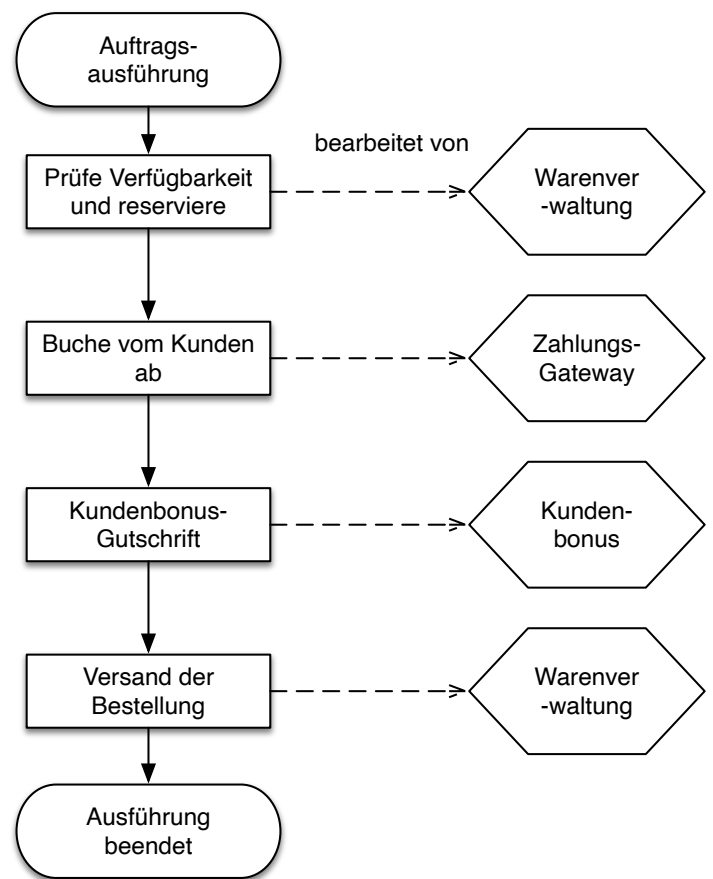 Auftrags-
ausführung
bearbeitet von
Prüfe Verfügbarkeit
und reserviere
Warenver
-waltung
Buche vom Kunden
ab
Zahlungs-
Gateway
Kundenbonus-
Gutschrift
Kunden-
bonus
Versand der
Bestellung
Warenver
-waltung
Ausführung
beendet